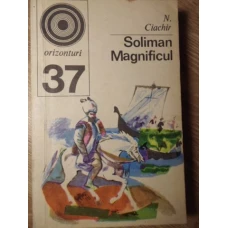 orizonturi
37
N.
Ciachir
Soliman
Magnificul